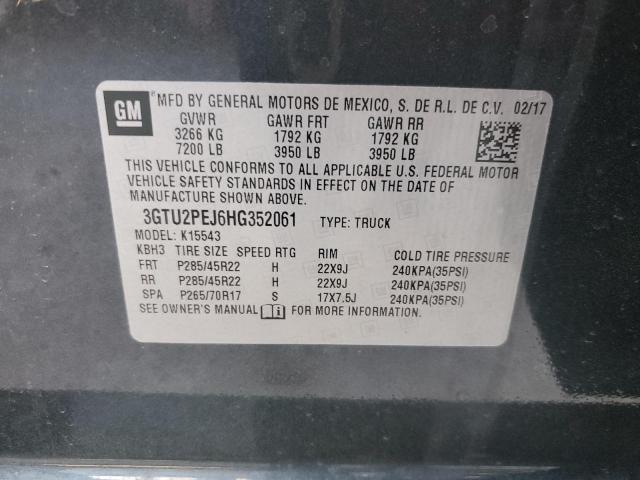 GM
® MFD BY GENERAL MOTORS DE MEXICO, S. DE R.L. DE C.V. 02/17
GVWR GAWR FRT GAWR RR
3266 KG 1792 KG 1792 KG
7200 LB 3950 LB 3950 LB
THIS VEHICLE CONFORMS TO ALL APPLICABLE U.S. FEDERAL MOTOR
VEHICLE SAFETY STANDARDS IN EFFECT ON THE DATE OF
MANUFACTURE SHOWN ABOVE.
3GTU2PEJ6HG352061 TYPE: TRUCK
MODEL: K15543
KBH3 TIRE SIZE SPEED RTG RIM COLD TIRE PRESSURE
FRT P285/45R22 H 22X9J 240KPA(35PSI)
RR P285/45R22 H 22X9J 240KPA(35PSI)
SPA P265/70R17 S 17X7.5J 240KPA(35PSI)
SEE OWNER'S MANUAL FOR MORE INFORMATION.